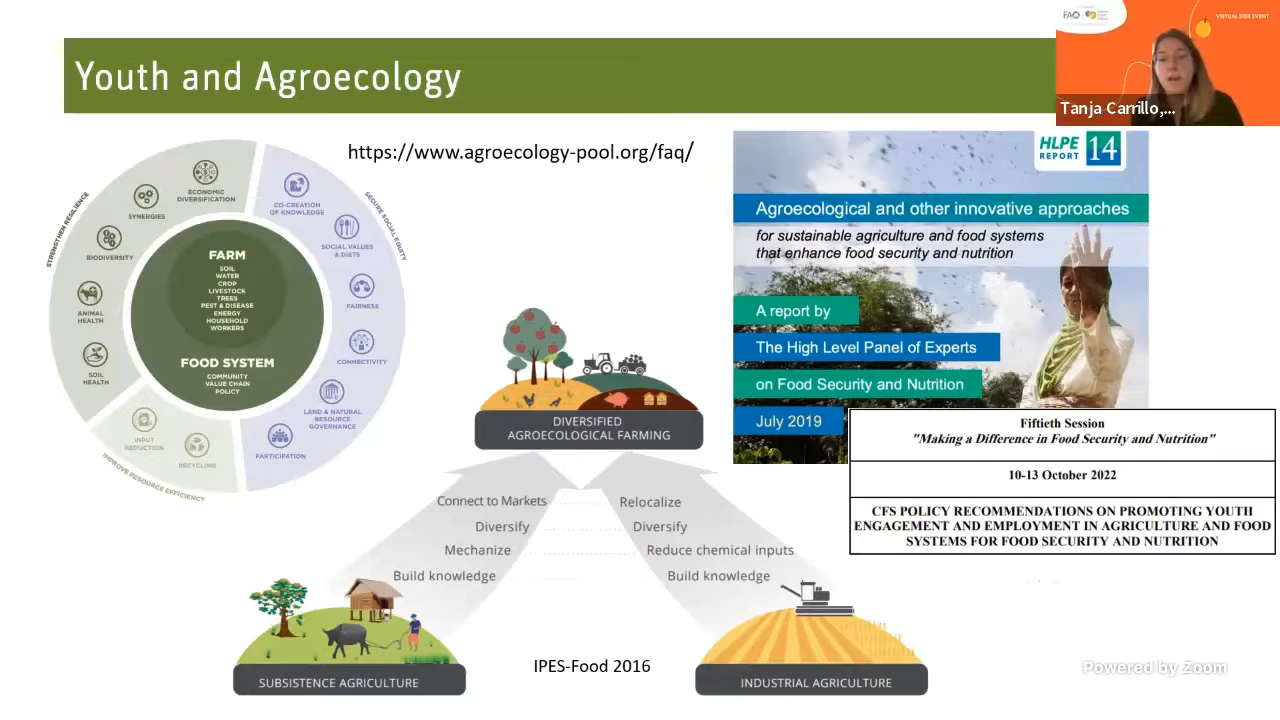 Youth and Agroecology
FAO
VIRTUAL SIDE EVENT
Tanja Carrillo,...
https://www.agroecology-pool.org/faq/
STRENGTHEN RESILIENCE
SECURE SOCIAL EQUITY
IMPROVE RESOURCE EFFICIENCY
ECONOMIC
DIVERSIFICATION
SYNERGIES
BIODIVERSITY
ANIMAL
HEALTH
SOIL
HEALTH
INPUT
REDUCTION
RECYCLING
CO-CREATION
OF KNOWLEDGE
SOCIAL VALUES
& DIETS
FAIRNESS
CONNECTIVITY
LAND & NATURAL
RESOURCE
GOVERNANCE
PARTICIPATION
FARM
SOIL
WATER
CROP
LIVESTOCK
TREES
PEST & DISEASE
ENERGY
HOUSEHOLD
WORKERS
FOOD SYSTEM
COMMUNITY
VALUE CHAIN
POLICY
HLPE
REPORT
14
Agroecological and other innovative approaches
for sustainable agriculture and food systems
that enhance food security and nutrition
A report by
The High Level Panel of Experts
on Food Security and Nutrition
July 2019
Fiftieth Session
"Making a Difference in Food Security and Nutrition"
10-13 October 2022
CFS POLICY RECOMMENDATIONS ON PROMOTING YOUTH
ENGAGEMENT AND EMPLOYMENT IN AGRICULTURE AND FOOD
SYSTEMS FOR FOOD SECURITY AND NUTRITION
DIVERSIFIED
AGROECOLOGICAL FARMING
Connect to Markets
Diversify
Mechanize
Build knowledge
Relocalize
Diversify
Reduce chemical inputs
Build knowledge
SUBSISTENCE AGRICULTURE
IPES-Food 2016
INDUSTRIAL AGRICULTURE
Powered by Zoom